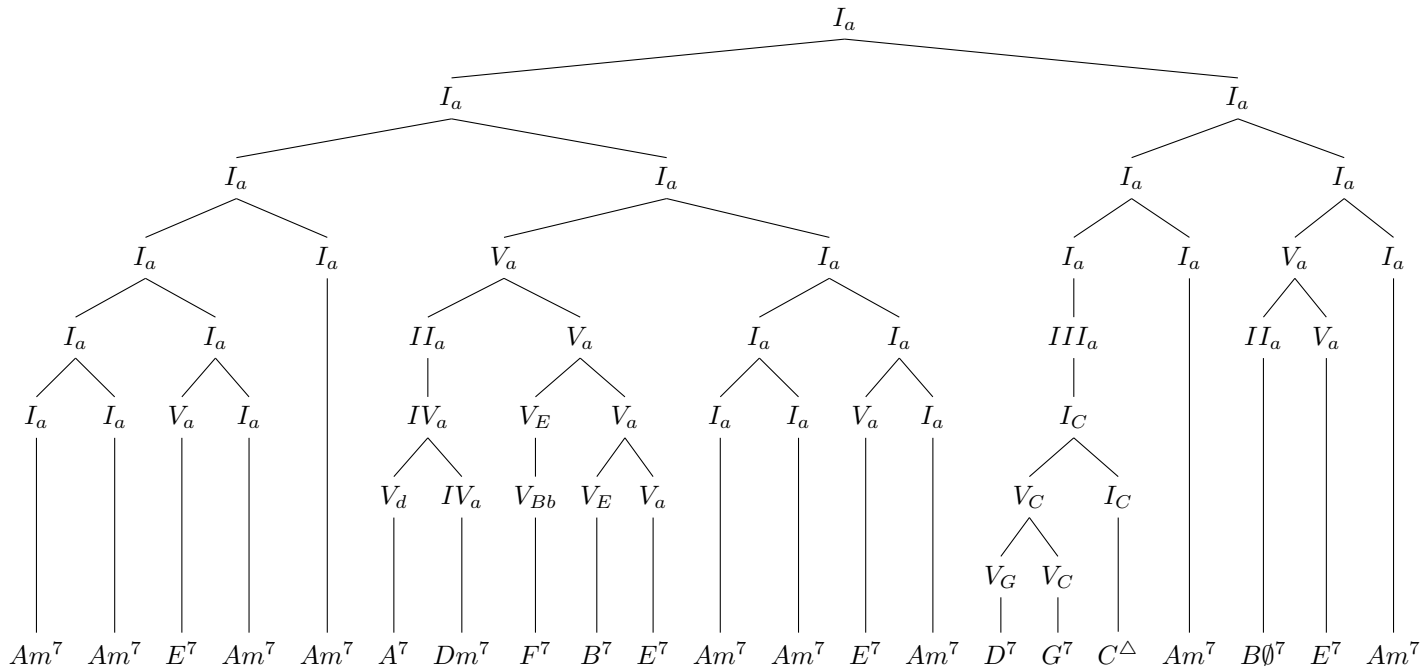 I_a
I_a I_a
I_a I_a I_a I_a
I_a I_a V_a I_a I_a I_a V_a I_a
I_a I_a II_a V_a I_a I_a III_a II_a V_a
I_a I_a V_a I_a IV_a V_E V_a I_a I_a V_a I_a I_C
V_d IV_a V_{Bb} V_E V_a V_C I_C
V_G V_C
Am^7 Am^7 E^7 Am^7 Am^7 A^7 Dm^7 F^7 B^7 E^7 Am^7 Am^7 E^7 Am^7 D^7 G^7 C^△ Am^7 B∅^7 E^7 Am^7